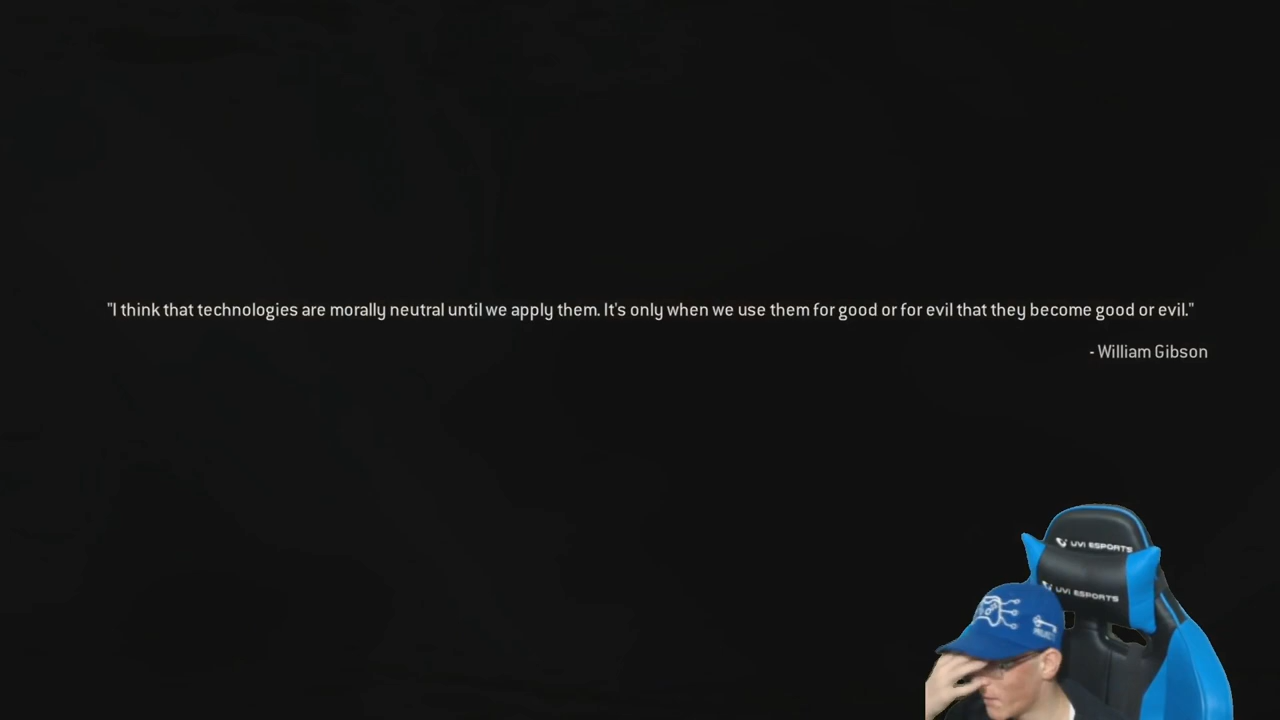 "I think that technologies are morally neutral until we apply them. It's only when we use them for good or for evil that they become good or evil."
- William Gibson
UVI ESPORTS
UVI ESPORTS